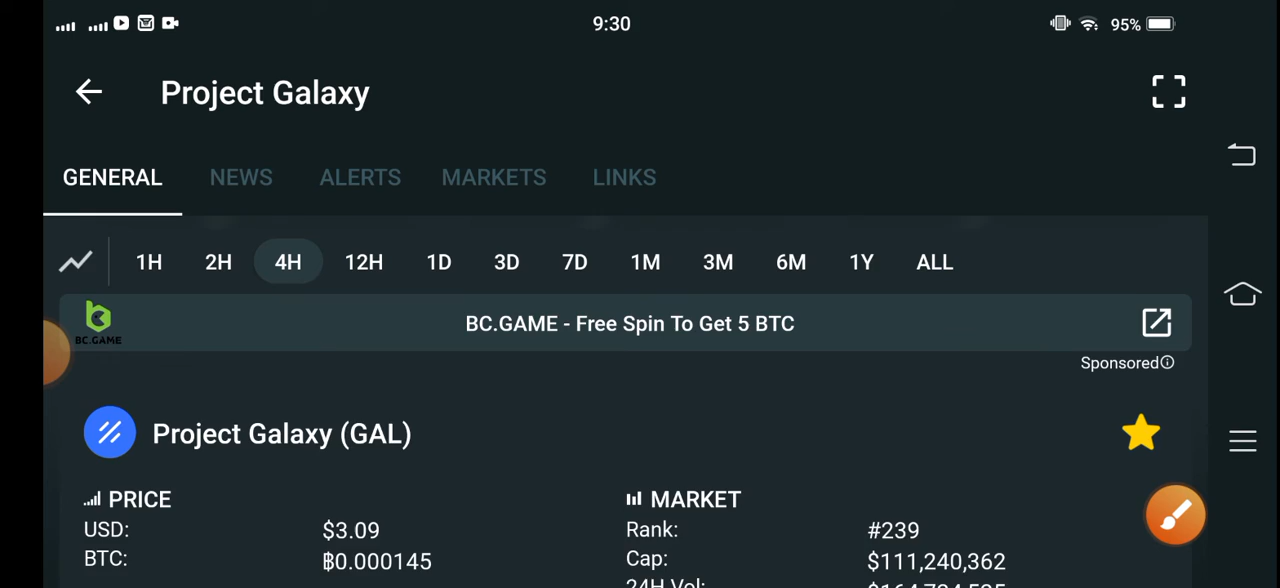 9:30
95%
Project Galaxy
GENERAL NEWS ALERTS MARKETS LINKS
1H 2H 4H 12H 1D 3D 7D 1M 3M 6M 1Y ALL
BC.GAME
BC.GAME - Free Spin To Get 5 BTC
Sponsored
Project Galaxy (GAL)
PRICE
USD: $3.09
BTC: ฿0.000145
MARKET
Rank: #239
Cap: $111,240,362
24H Vol: